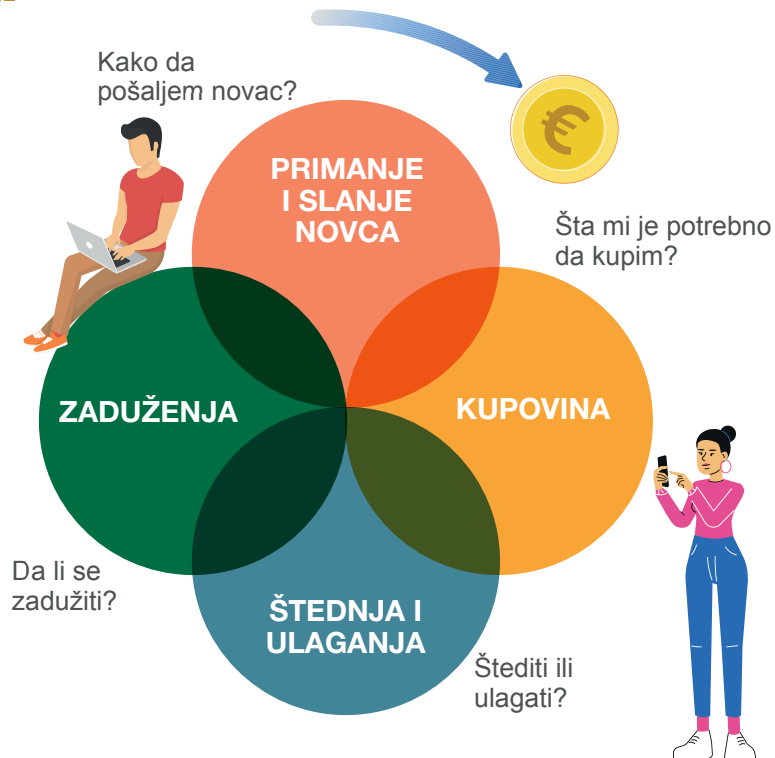 Kako da
pošaljem novac?
PRIMANJE
I SLANJE
NOVCA
€
Šta mi je potrebno
da kupim?
ZADUŽENJA
KUPOVINA
Da li se
zadužiti?
ŠTEDNJA I
ULAGANJA
Štediti ili
ulagati?